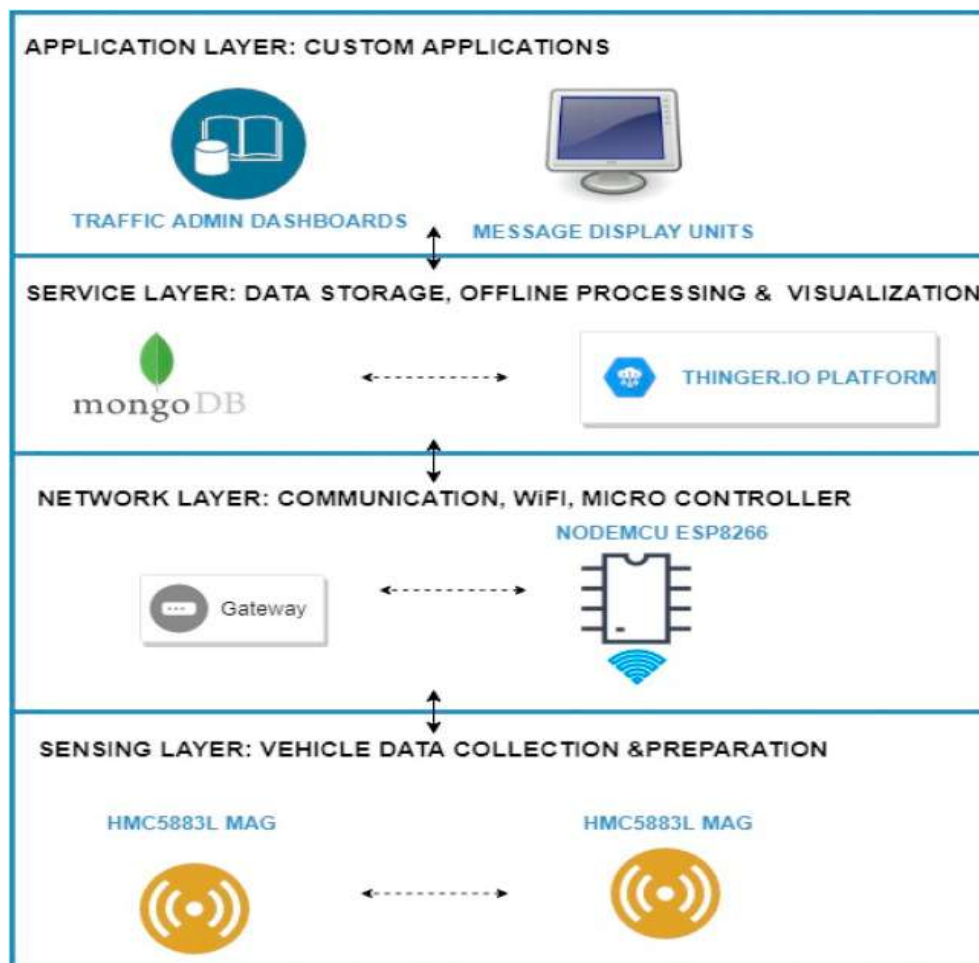 APPLICATION LAYER: CUSTOM APPLICATIONS
TRAFFIC ADMIN DASHBOARDS
MESSAGE DISPLAY UNITS
SERVICE LAYER: DATA STORAGE, OFFLINE PROCESSING & VISUALIZATION
mongoDB
THINGER.IO PLATFORM
NETWORK LAYER: COMMUNICATION, WiFI, MICRO CONTROLLER
NODEMCU ESP8266
Gateway
SENSING LAYER: VEHICLE DATA COLLECTION &PREPARATION
HMC5883L MAG
HMC5883L MAG